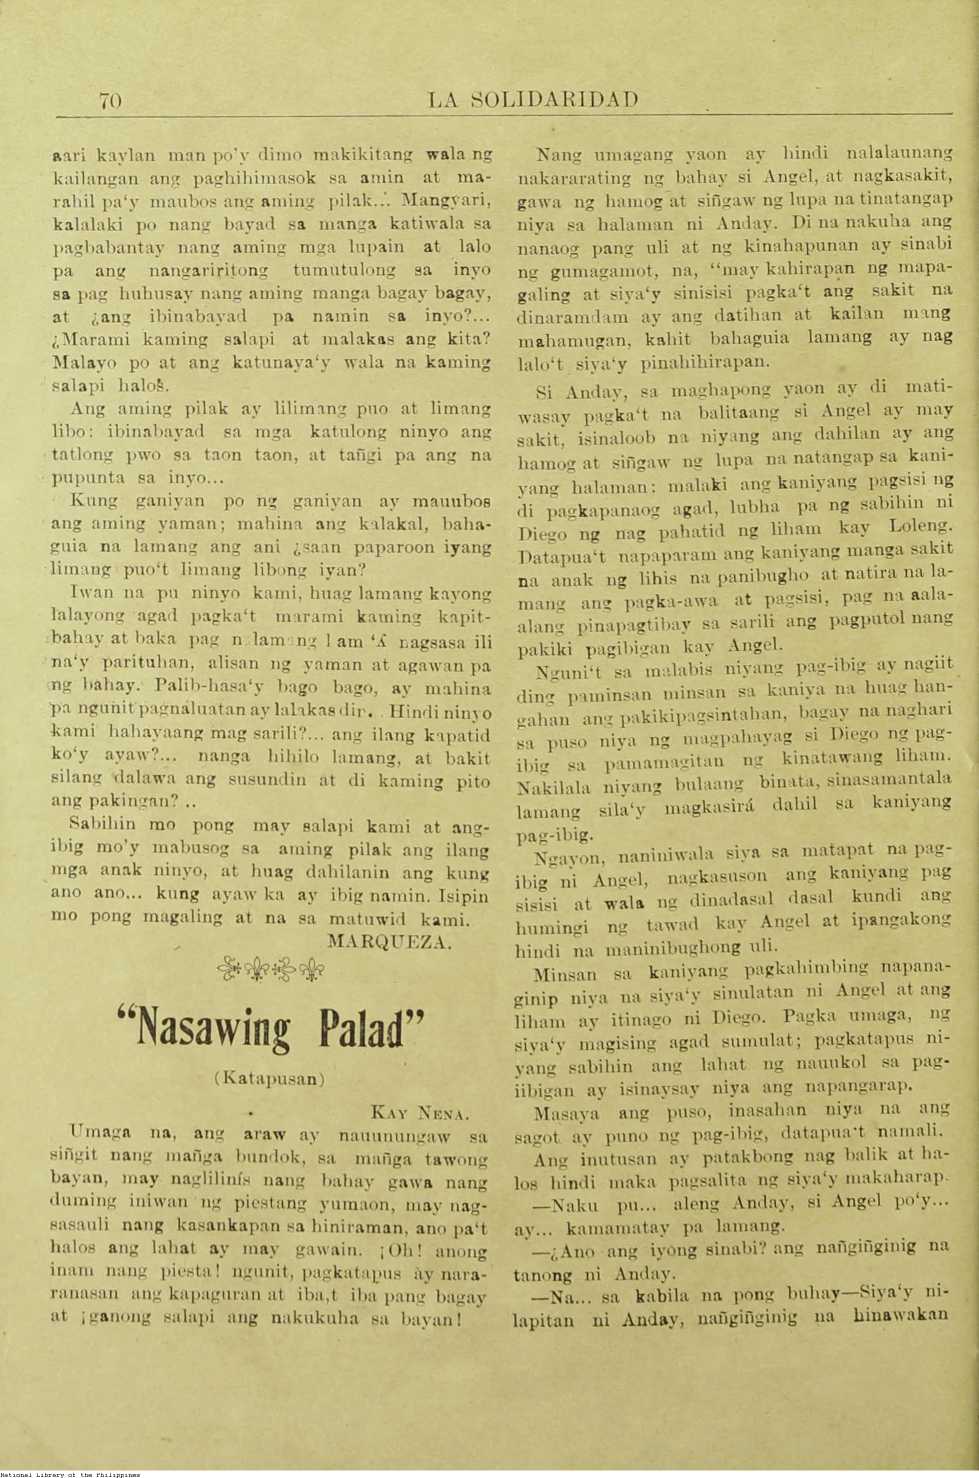 70
LA SOLIDARIDAD
aari kaylan man po'y dimo makikitang wala ng
kailangan ang paghihimasok sa amin at ma-
rahil pa'y maubos ang aming pilak... Mangyari,
kalalaki po nang bayad sa manga katiwala sa
pagbabantay nang aming mga lupain at lalo
pa ang nangariritong tumutulong sa inyo
sa pag huhusay nang aming manga bagay bagay,
at ¿ang ibinabayad pa namin sa inyo?...
¿Marami kaming salapi at malakas ang kita?
Malayo po at ang katunaya'y wala na kaming
salapi halos.
Ang aming pilak ay lilimang puo at limang
libo: ibinabayad sa mga katulong ninyo ang
tatlong pwo sa taon taon, at tañgi pa ang na
pupunta sa inyo...
Kung ganiyan po ng ganiyan ay mauubos
ang aming yaman; mahina ang kalakal, baha-
guia na lamang ang ani ¿saan paparoon iyang
limang puo't limang libong iyan?
Iwan na pu ninyo kami, huag lamang kayong
lalayong agad pagka't marami kaming kapit-
bahay at baka pag nagsasa ili
na'y parituhan, alisan ng yaman at agawan pa
ng bahay. Palib-hasa'y bago bago, ay mahina
pa ngunit pagnaluatan ay lalakas dir. . Hindi ninyo
kami hahayaang mag sarili?... ang ilang kapatid
ko'y ayaw?... nanga hihilo lamang, at bakit
silang dalawa ang susundin at di kaming pito
ang pakingan? ..
Sabihin mo pong may salapi kami at ang-
ibig mo'y mabusog sa aming pilak ang ilang
mga anak ninyo, at huag dahilanin ang kung
ano ano... kung ayaw ka ay ibig namin. Isipin
mo pong magaling at na sa matuwid kami.
MARQUEZA.
“Nasawing Palad”
(Katapusan)
KAY NENA.
Umaga na, ang araw ay nauunungaw sa
siñgit nang mañga bundok, sa mañga tawong
bayan, may naglilinís nang bahay gawa nang
duming iniwan ng piestang yumaon, may nag-
sasauli nang kasankapan sa hiniraman, ano pa't
halos ang lahat ay may gawain. ¡Oh! anong
inam nang piesta! ngunit, pagkatapus ay nara-
ranasan ang kapaguran at iba,t iba pang bagay
at ¡ganong salapi ang nakukuha sa bayan!
Nang umagang yaon ay hindi nalalaunang
nakararating ng bahay si Angel, at nagkasakit,
gawa ng hamog at siñgaw ng lupa na tinatangap
niya sa halaman ni Anday. Di na nakuha ang
nanaog pang uli at ng kinahapunan ay sinabi
ng gumagamot, na, “may kahirapan ng mapa-
galing at siya'y sinisisi pagka't ang sakit na
dinaramdam ay ang datihan at kailan mang
mahamugan, kahit bahaguia lamang ay nag
lalo't siya'y pinahihirapan.
Si Anday, sa maghapong yaon ay di mati-
wasay pagka't na balitaang si Angel ay may
sakit, isinaloob na niyang ang dahilan ay ang
hamog at siñgaw ng lupa na natangap sa kani-
yang halaman: malaki ang kaniyang pagsisi ng
di pagkapanaog agad, lubha pa ng sabihin ni
Diego ng nag pahatid ng liham kay Loleng.
Datapua't napaparam ang kaniyang manga sakit
na anak ng lihis na panibugho at natira na la-
mang ang pagka-awa at pagsisi, pag na aala-
alang pinapagtibay sa sarili ang pagputol nang
pakiki pagibigan kay Angel.
Nguni't sa malabis niyang pag-ibig ay nagiit
ding paminsan minsan sa kaniya na huag han-
gahan ang pakikipagsintahan, bagay na naghari
sa puso niya ng magpahayag si Diego ng pag-
ibig sa pamamagitan ng kinatawang liham.
Nakilala niyang bulaang binata, sinasamantala
lamang sila'y magkasirá dahil sa kaniyang
pag-ibig.
Ngayon, naniniwala siya sa matapat na pag-
ibig ni Angel, nagkasuson ang kaniyang pag
sisisi at wala ng dinadasal dasal kundi ang
humingi ng tawad kay Angel at ipangakong
hindi na maninibughong uli.
Minsan sa kaniyang pagkahimbing napana-
ginip niya na siya'y sinulatan ni Angel at ang
liham ay itinago ni Diego. Pagka umaga, ng
siya'y magising agad sumulat; pagkatapus ni-
yang sabihin ang lahat ng nauukol sa pag-
iibigan ay isinaysay niya ang napangarap.
Masaya ang puso, inasahan niya na ang
sagot ay puno ng pag-ibig, datapua't namali.
Ang inutusan ay patakbong nag balik at ha-
los hindi maka pagsalita ng siya'y makaharap.
—Naku pu... aleng Anday, si Angel po'y...
ay... kamamatay pa lamang.
—¿Ano ang iyong sinabi? ang nañgiñginig na
tanong ni Anday.
—Na... sa kabila na pong buhay—Siya'y ni-
lapitan ni Anday, nañgiñginig na hinawakan
National Library of the Philippines